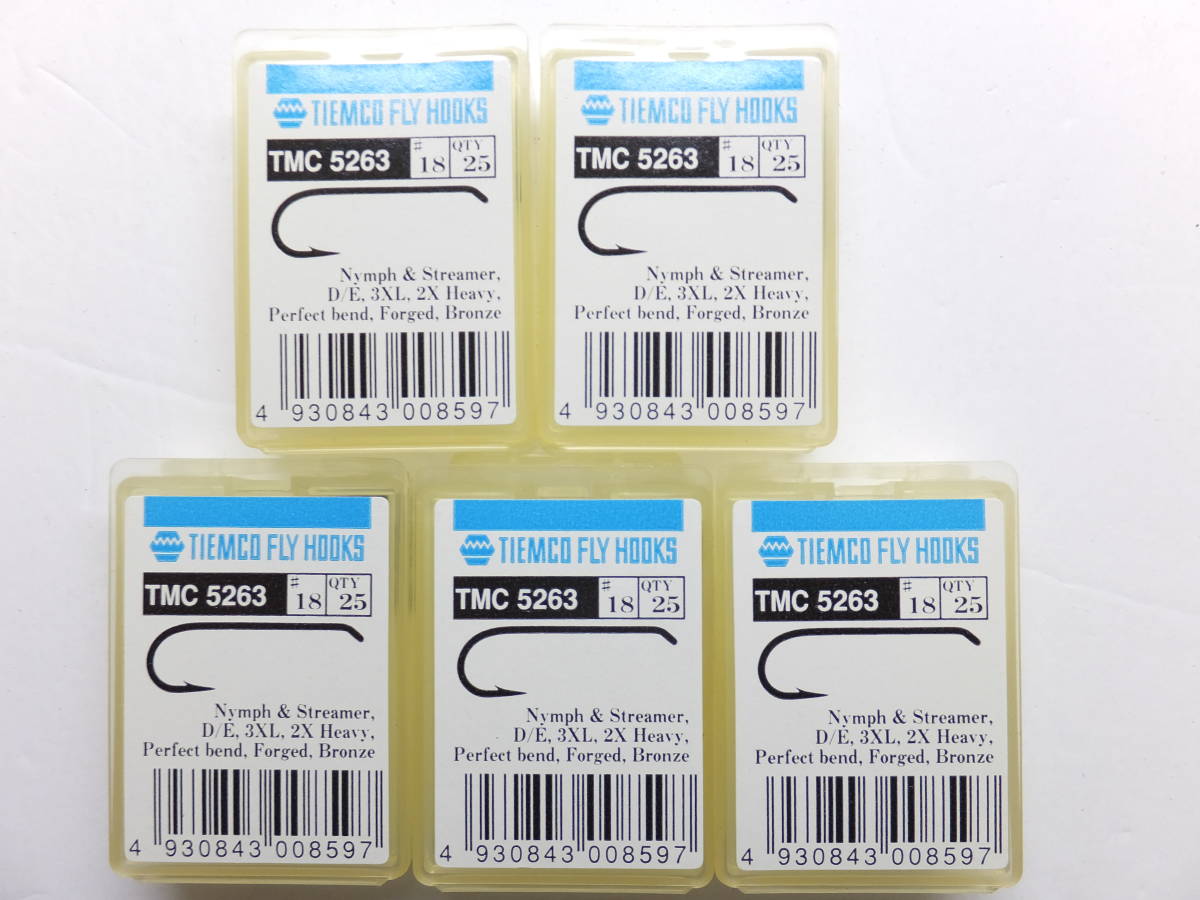 TIEMCO FLY HOOKS
TMC 5263 # 18 QTY 25
Nymph & Streamer,
D/E, 3XL, 2X Heavy,
Perfect bend, Forged, Bronze
4 930843 008597
TIEMCO FLY HOOKS
TMC 5263 # 18 QTY 25
Nymph & Streamer,
D/E, 3XL, 2X Heavy,
Perfect bend, Forged, Bronze
4 930843 008597
TIEMCO FLY HOOKS
TMC 5263 # 18 QTY 25
Nymph & Streamer,
D/E, 3XL, 2X Heavy,
Perfect bend, Forged, Bronze
4 930843 008597
TIEMCO FLY HOOKS
TMC 5263 # 18 QTY 25
Nymph & Streamer,
D/E, 3XL, 2X Heavy,
Perfect bend, Forged, Bronze
4 930843 008597
TIEMCO FLY HOOKS
TMC 5263 # 18 QTY 25
Nymph & Streamer,
D/E, 3XL, 2X Heavy,
Perfect bend, Forged, Bronze
4 930843 008597